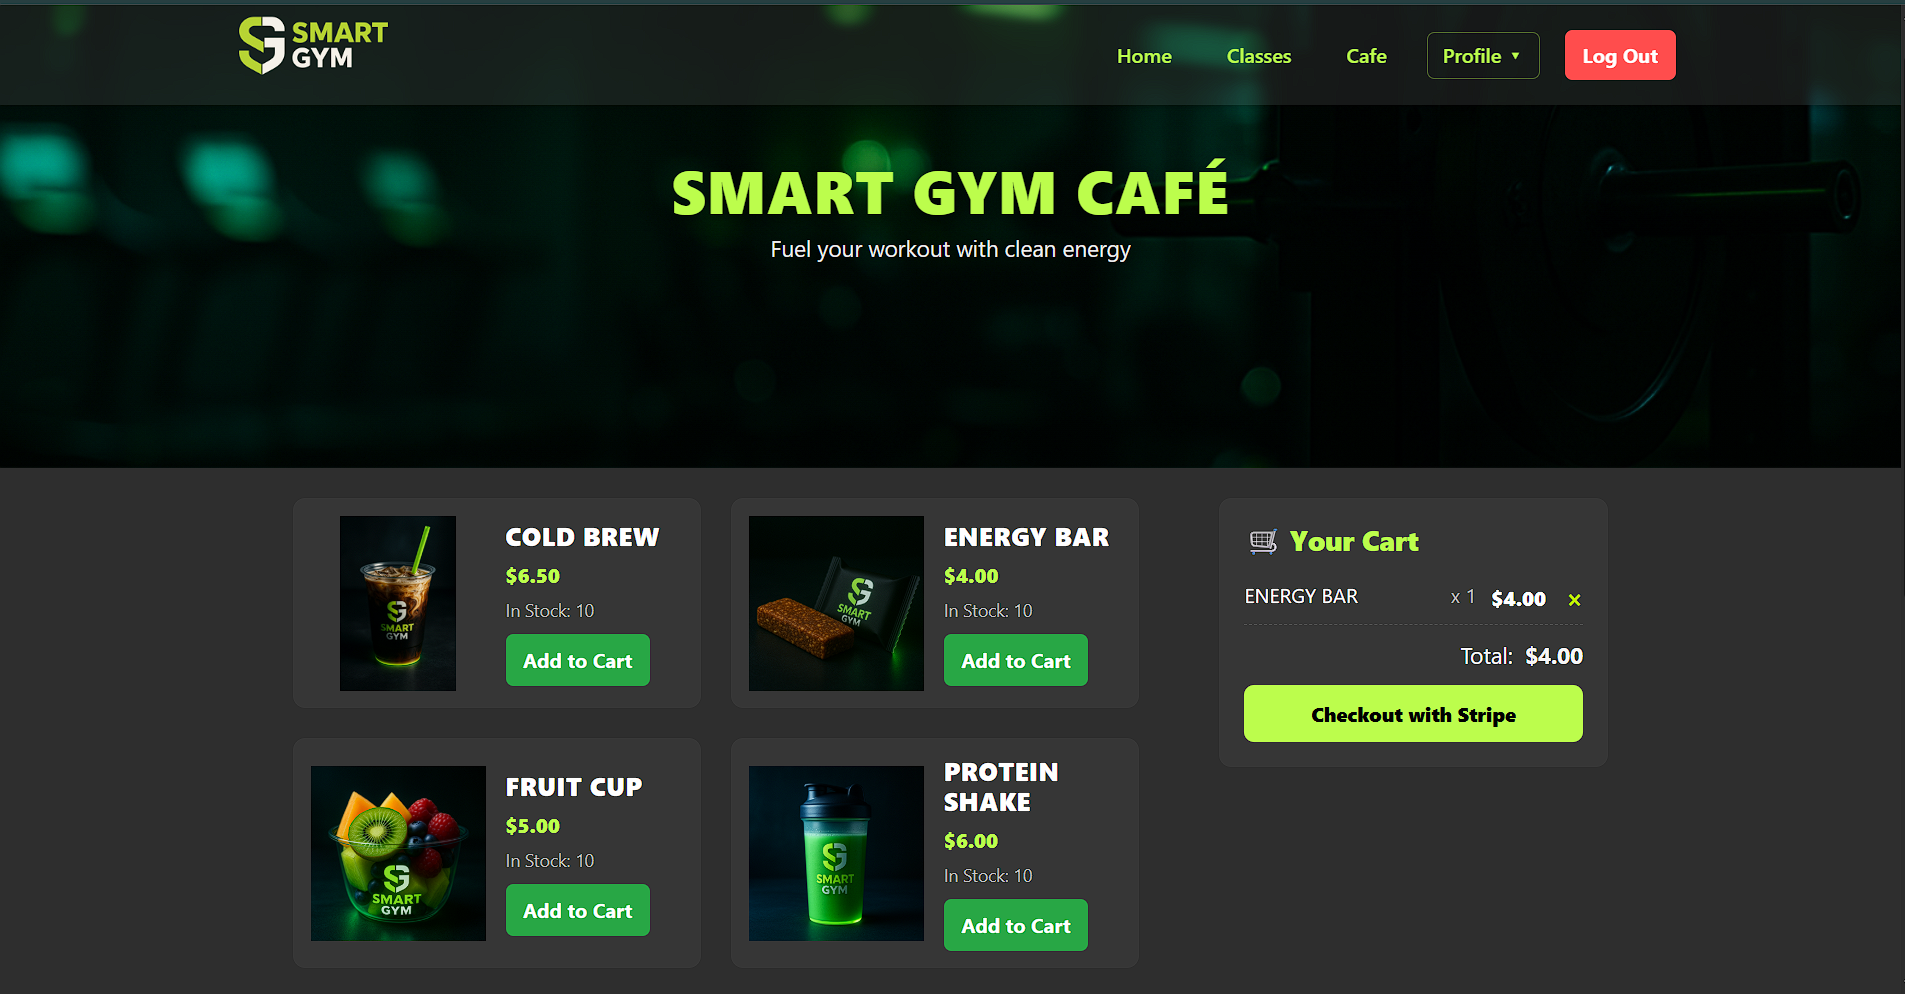 SMART
GYM
Home
Classes
Cafe
Profile ▼
Log Out
SMART GYM CAFÉ
Fuel your workout with clean energy
SMART
GYM
COLD BREW
$6.50
In Stock: 10
Add to Cart
SMART
GYM
ENERGY BAR
$4.00
In Stock: 10
Add to Cart
Your Cart
ENERGY BAR x 1 $4.00 ×
Total: $4.00
Checkout with Stripe
SMART
GYM
FRUIT CUP
$5.00
In Stock: 10
Add to Cart
SMART
GYM
PROTEIN
SHAKE
$6.00
In Stock: 10
Add to Cart